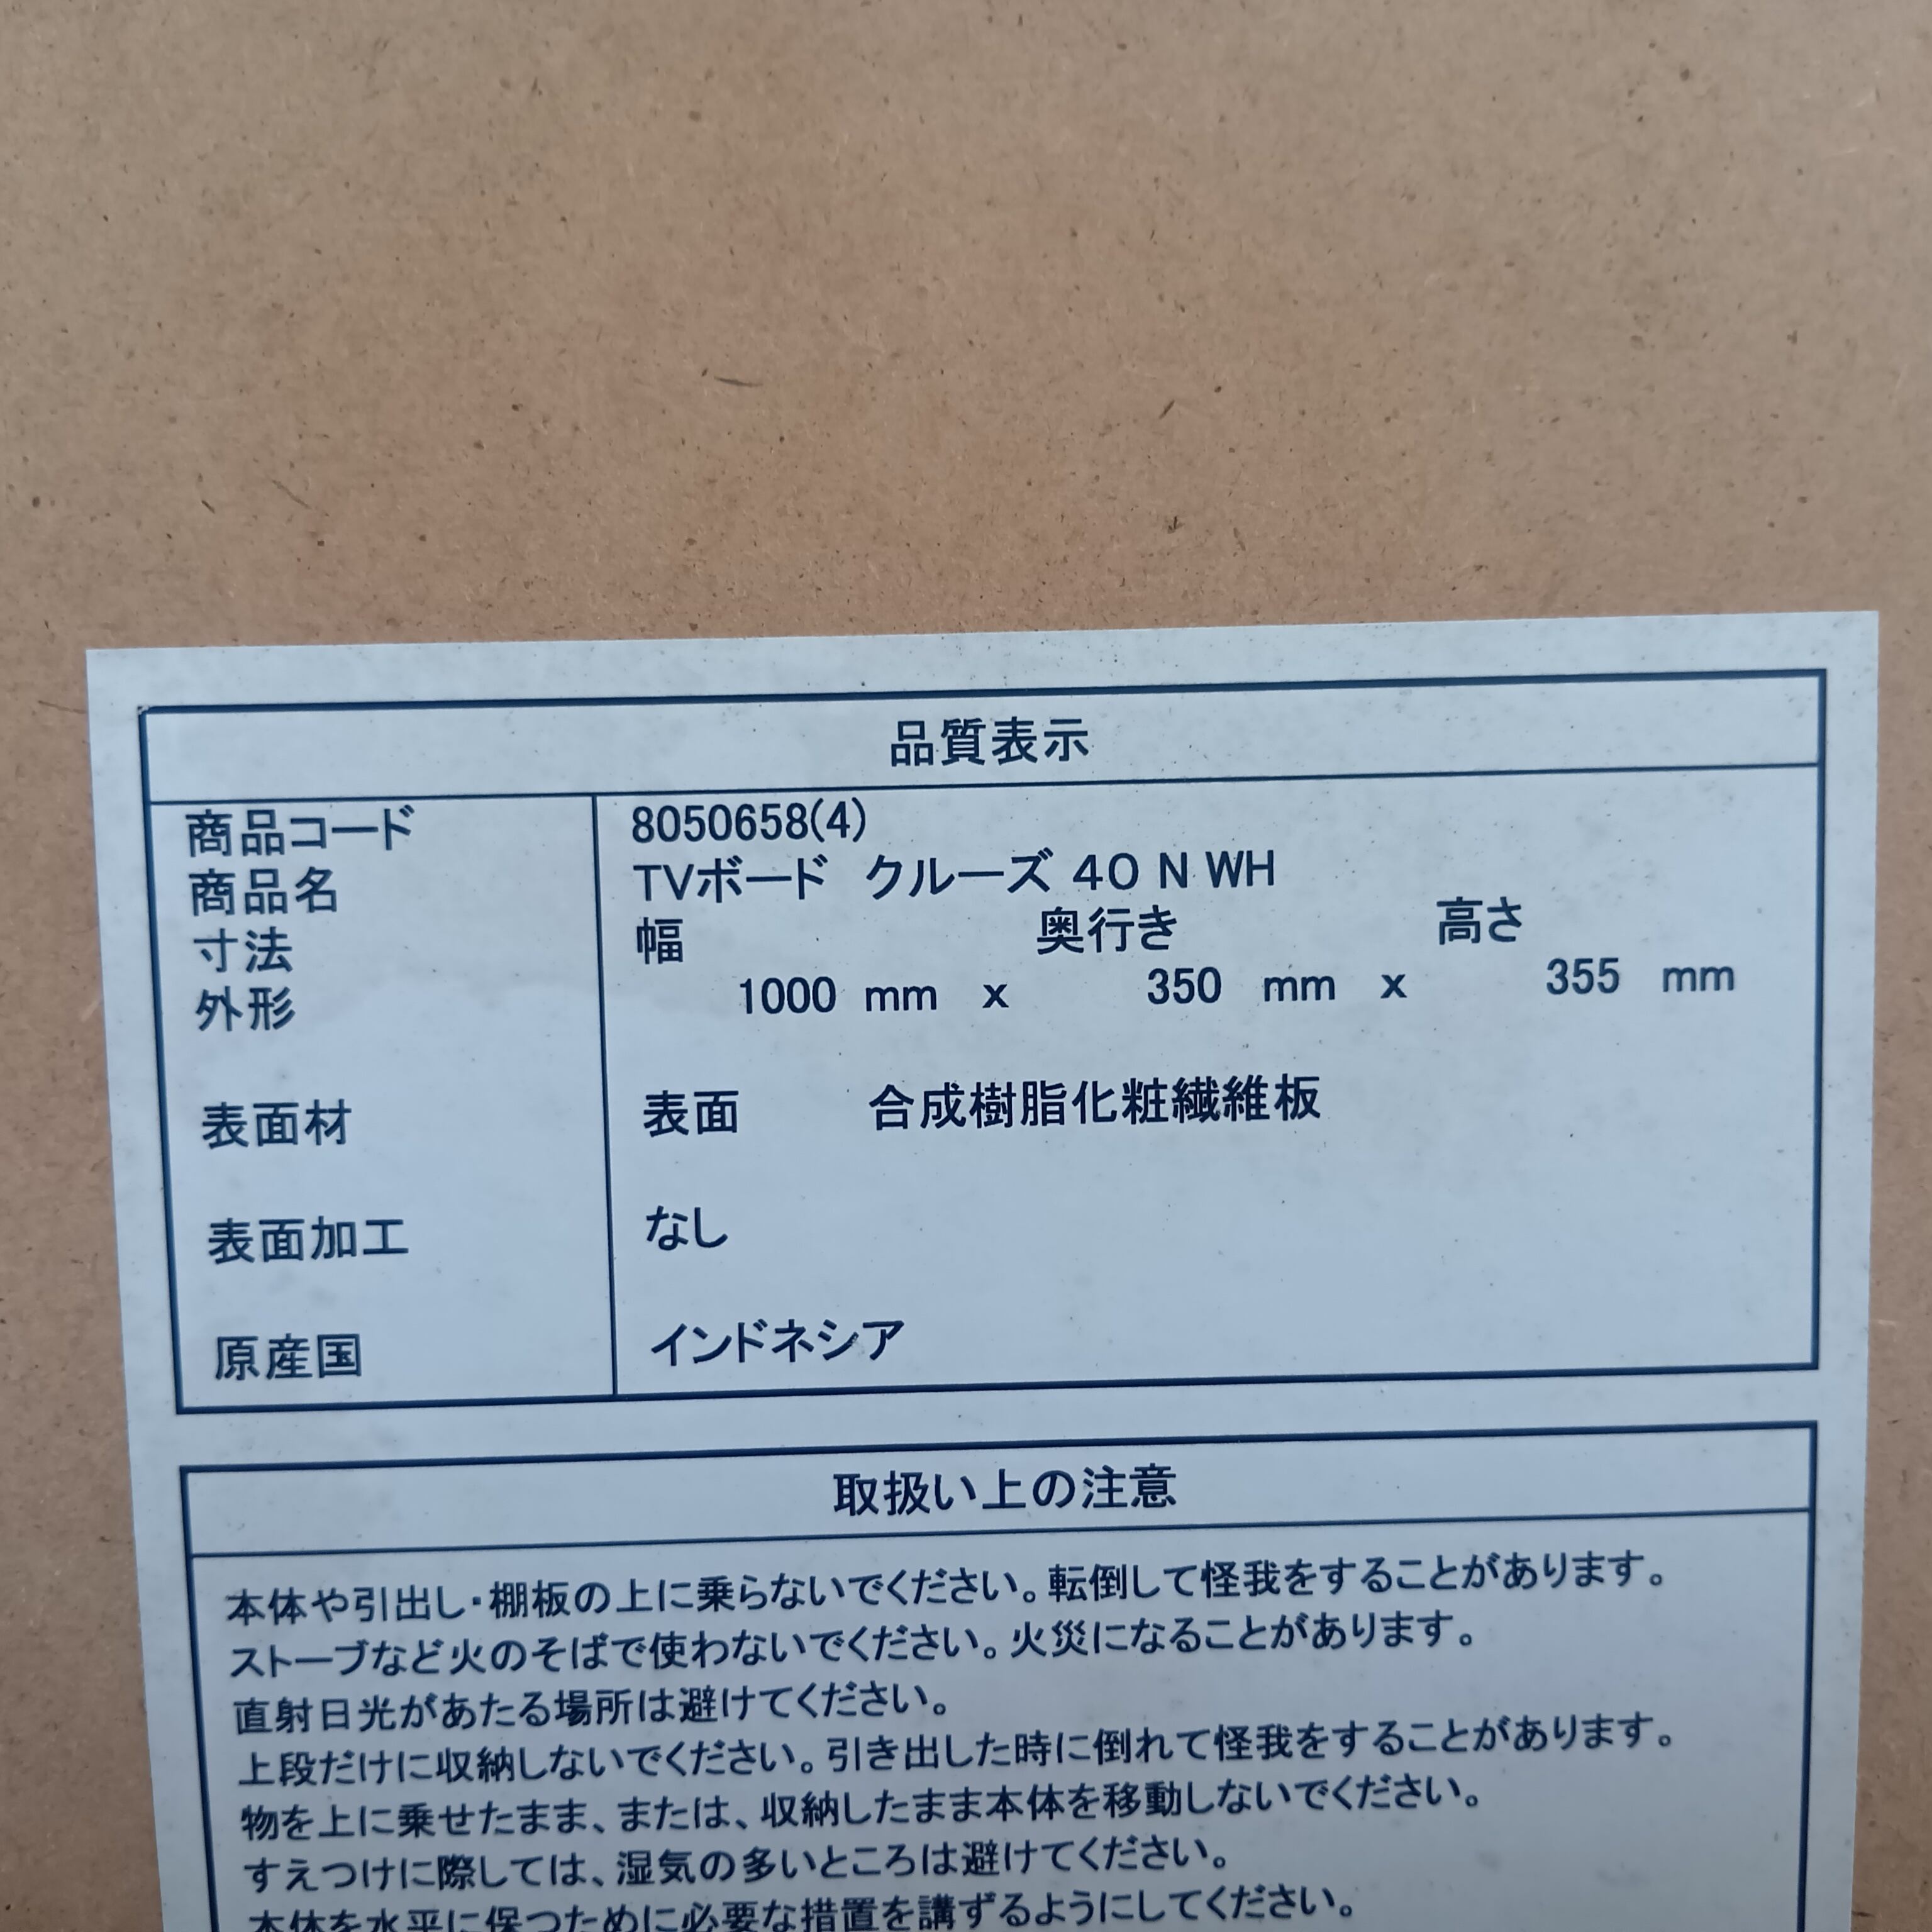 品質表示
商品コード 8050658(4)
商品名 TVボード クルーズ 40 N WH
寸法 幅 奥行き 高さ
外形 1000 mm x 350 mm x 355 mm
表面材 表面 合成樹脂化粧繊維板
表面加工 なし
原産国 インドネシア
取扱い上の注意
本体や引出し・棚板の上に乗らないでください。転倒して怪我をすることがあります。
ストーブなど火のそばで使わないでください。火災になることがあります。
直射日光があたる場所は避けてください。
上段だけに収納しないでください。引き出した時に倒れて怪我をすることがあります。
物を上に乗せたまま、または、収納したまま本体を移動しないでください。
すえつけに際しては、湿気の多いところは避けてください。
本体を水平に保つために必要な措置を講ずるようにしてください。